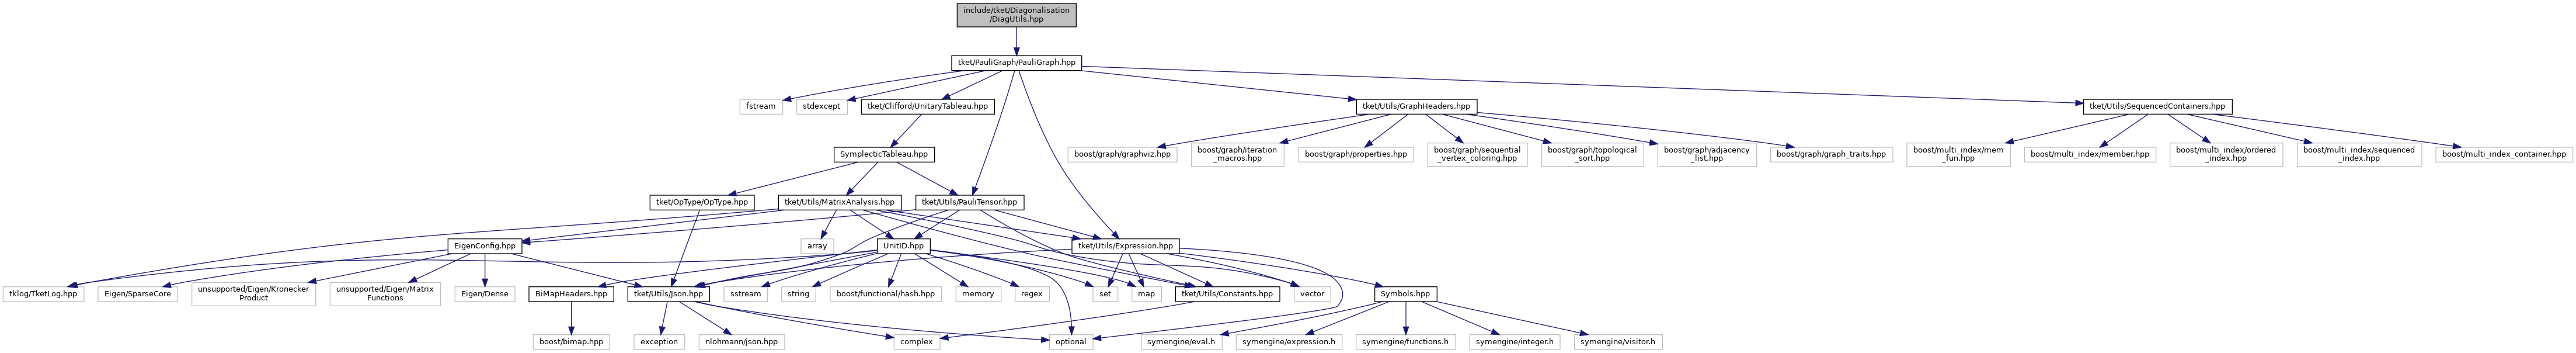 include/tket/Diagonalisation
/DiagUtils.hpp
tket/PauliGraph/PauliGraph.hpp
fstream
stdexcept
tket/Clifford/UnitaryTableau.hpp
tket/Utils/GraphHeaders.hpp
tket/Utils/SequencedContainers.hpp
SymplecticTableau.hpp
boost/graph/graphviz.hpp
boost/graph/iteration
_macros.hpp
boost/graph/properties.hpp
boost/graph/sequential
_vertex_coloring.hpp
boost/graph/topological
_sort.hpp
boost/graph/adjacency
_list.hpp
boost/graph/graph_traits.hpp
boost/multi_index/mem
_fun.hpp
boost/multi_index/member.hpp
boost/multi_index/ordered
_index.hpp
boost/multi_index/sequenced
_index.hpp
boost/multi_index_container.hpp
tket/OpType/OpType.hpp
tket/Utils/MatrixAnalysis.hpp
tket/Utils/PauliTensor.hpp
EigenConfig.hpp
array
UnitID.hpp
tket/Utils/Expression.hpp
tklog/TketLog.hpp
Eigen/SparseCore
unsupported/Eigen/Kronecker
Product
unsupported/Eigen/Matrix
Functions
Eigen/Dense
BiMapHeaders.hpp
tket/Utils/Json.hpp
sstream
string
boost/functional/hash.hpp
memory
regex
set
map
tket/Utils/Constants.hpp
vector
Symbols.hpp
boost/bimap.hpp
exception
nlohmann/json.hpp
complex
optional
symengine/eval.h
symengine/expression.h
symengine/functions.h
symengine/integer.h
symengine/visitor.h